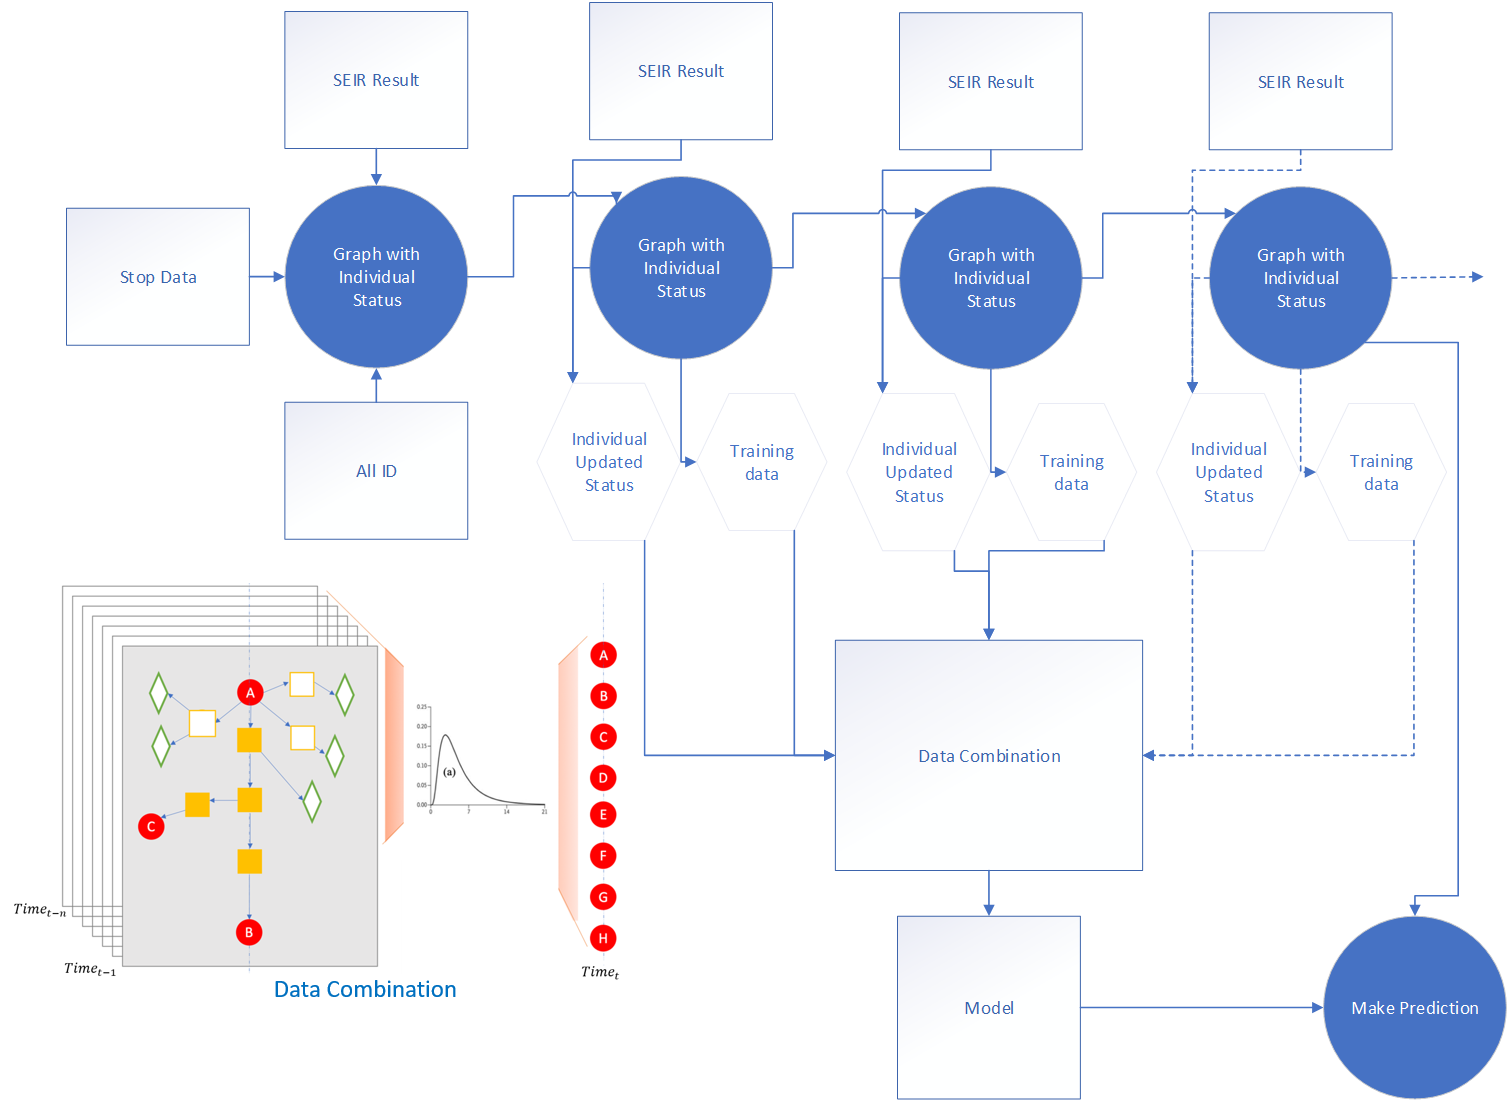 SEIR Result
SEIR Result
SEIR Result
SEIR Result
Stop Data
Graph with
Individual
Status
Graph with
Individual
Status
Graph with
Individual
Status
Graph with
Individual
Status
All ID
Individual
Updated
Status
Training
data
Individual
Updated
Status
Training
data
Individual
Updated
Status
Training
data
A
C
B
Time t−n
Time t−1
0.25
0.20
0.15
0.10
0.05
0.00
(a)
0
7
14
21
A
B
C
D
E
F
G
H
Time t
Data Combination
Data Combination
Model
Make Prediction